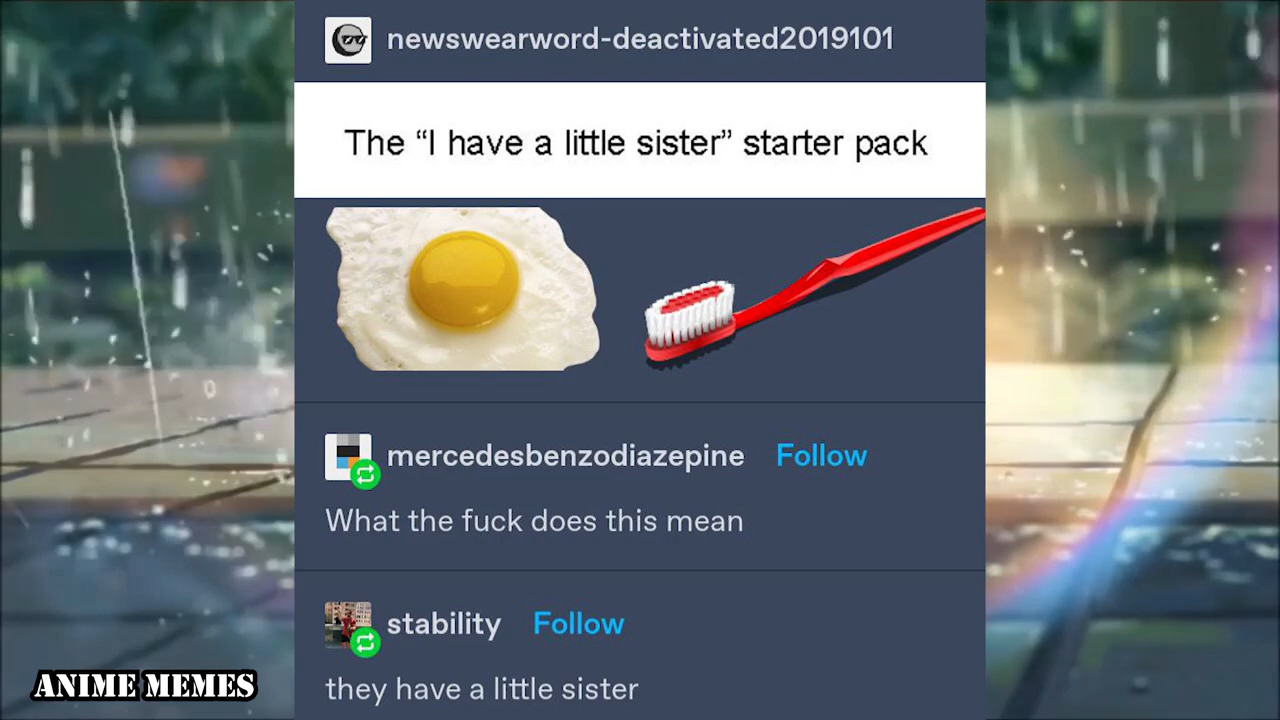 newswearword-deactivated2019101
The “I have a little sister” starter pack
mercedesbenzodiazepine Follow
What the fuck does this mean
stability Follow
they have a little sister
ANIME MEMES